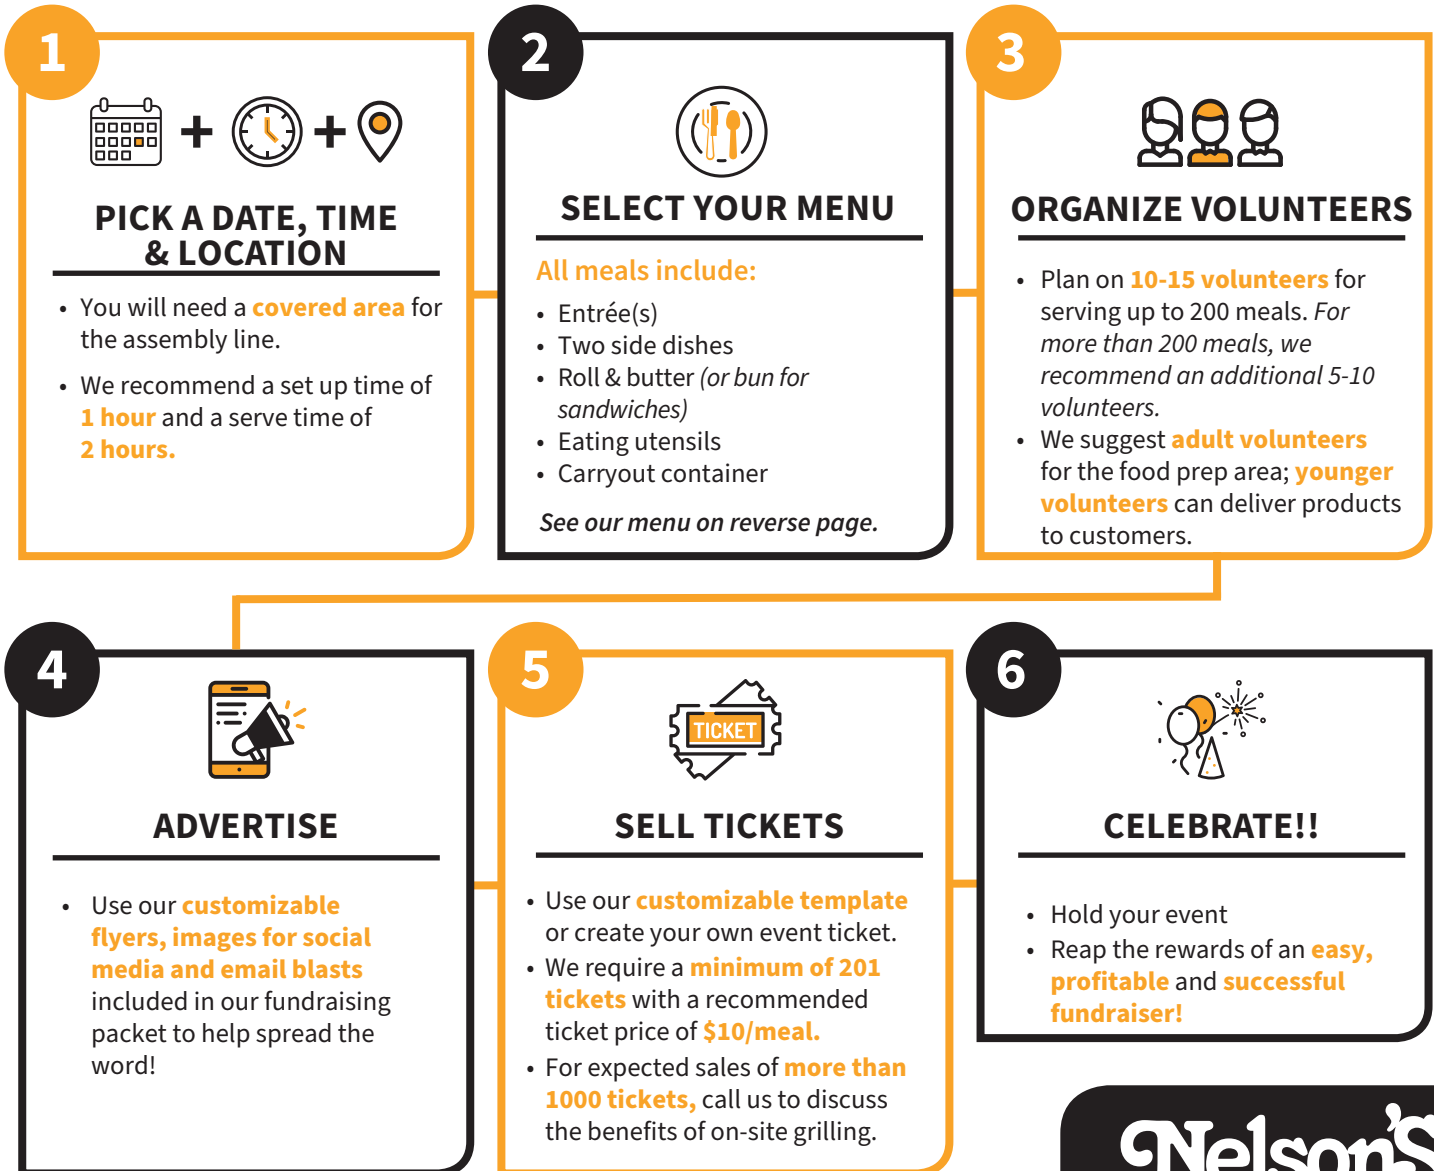 1
PICK A DATE, TIME
& LOCATION
• You will need a covered area for
the assembly line.
• We recommend a set up time of
1 hour and a serve time of
2 hours.
2
SELECT YOUR MENU
All meals include:
• Entrée(s)
• Two side dishes
• Roll & butter (or bun for
sandwiches)
• Eating utensils
• Carryout container
See our menu on reverse page.
3
ORGANIZE VOLUNTEERS
• Plan on 10-15 volunteers for
serving up to 200 meals. For
more than 200 meals, we
recommend an additional 5-10
volunteers.
• We suggest adult volunteers
for the food prep area; younger
volunteers can deliver products
to customers.
4
ADVERTISE
• Use our customizable
flyers, images for social
media and email blasts
included in our fundraising
packet to help spread the
word!
5
TICKET
SELL TICKETS
• Use our customizable template
or create your own event ticket.
• We require a minimum of 201
tickets with a recommended
ticket price of $10/meal.
• For expected sales of more than
1000 tickets, call us to discuss
the benefits of on-site grilling.
6
CELEBRATE!!
• Hold your event
• Reap the rewards of an easy,
profitable and successful
fundraiser!
Nelson's